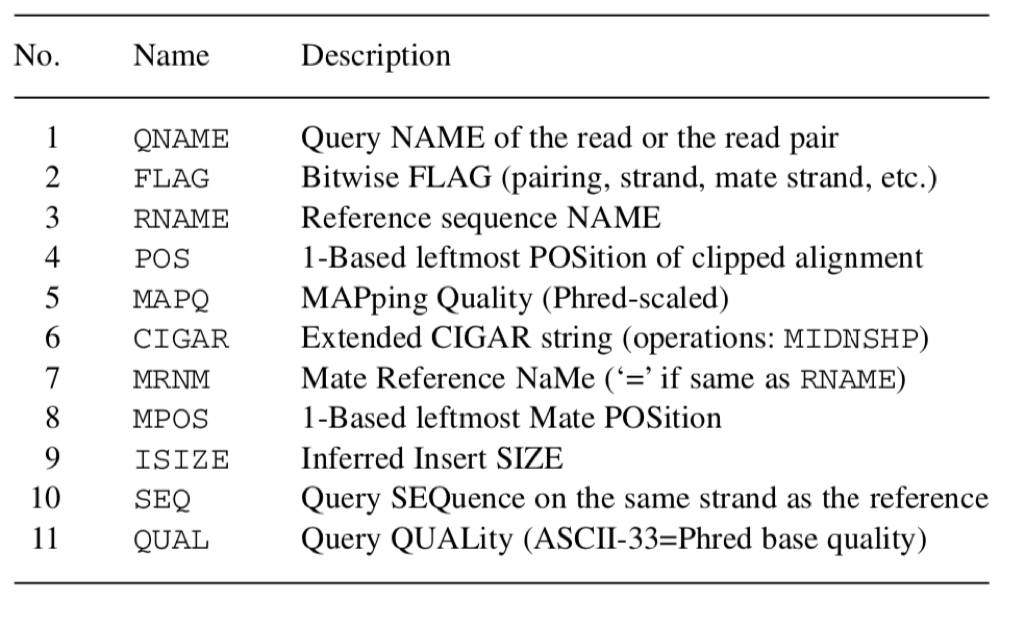 No. Name Description
1 QNAME Query NAME of the read or the read pair
2 FLAG Bitwise FLAG (pairing, strand, mate strand, etc.)
3 RNAME Reference sequence NAME
4 POS 1-Based leftmost POSition of clipped alignment
5 MAPQ MAPping Quality (Phred-scaled)
6 CIGAR Extended CIGAR string (operations: MIDNSHP)
7 MRNM Mate Reference NaMe (‘=’ if same as RNAME)
8 MPOS 1-Based leftmost Mate POSition
9 ISIZE Inferred Insert SIZE
10 SEQ Query SEQuence on the same strand as the reference
11 QUAL Query QUALity (ASCII-33=Phred base quality)